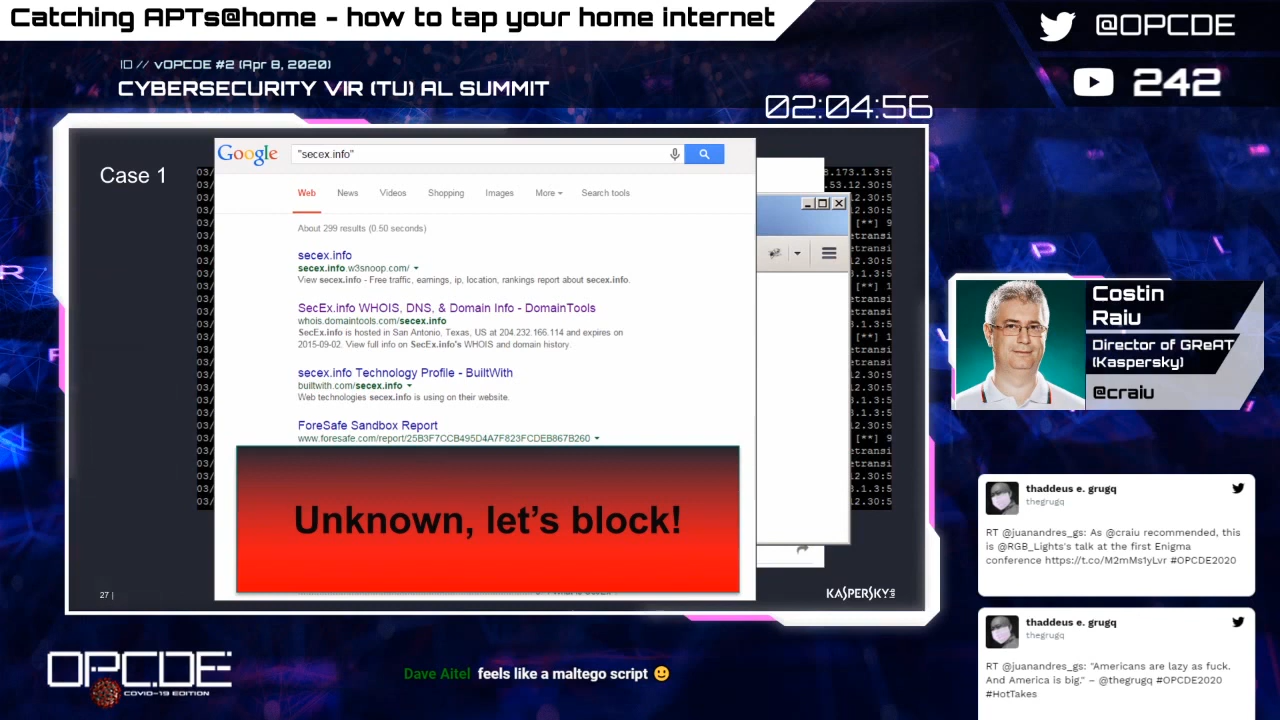 Catching APTs@home - how to tap your home internet
@OPCDE
ID // vOPCDE #2 (Apr 8, 2020)
CYBERSECURITY VIR (TU) AL SUMMIT
242
02:04:56
Case 1
Google
"secex.info"
Web News Videos Shopping Images More Search tools
About 299 results (0.50 seconds)
secex.info
secex.info.w3snoop.com/
View secex.info - Free traffic, earnings, ip, location, rankings report about secex.info.
SecEx.info WHOIS, DNS, & Domain Info - DomainTools
whois.domaintools.com/secex.info
SecEx.info is hosted in San Antonio, Texas, US at 204.232.166.114 and expires on
2015-09-02. View full info on SecEx.info's WHOIS and domain history.
secex.info Technology Profile - BuiltWith
builtwith.com/secex.info
Web technologies secex.info is using on their website.
ForeSafe Sandbox Report
www.foresafe.com/report/25B3F7CCB495D4A7F823FCDEB867B260
Unknown, let's block!
27 |
KASPERSKY
Costin
Raiu
Director of GReAT
(Kaspersky)
@craiu
thaddeus e. grugq
thegrugq
RT @juanandres_gs: As @craiu recommended, this
is @RGB_Lights's talk at the first Enigma
conference https://t.co/M2mMs1yLvr #OPCDE2020
thaddeus e. grugq
thegrugq
RT @juanandres_gs: "Americans are lazy as fuck.
And America is big." – @thegrugq #OPCDE2020
#HotTakes
OPCDE
COVID-19 EDITION
Dave Aitel feels like a maltego script